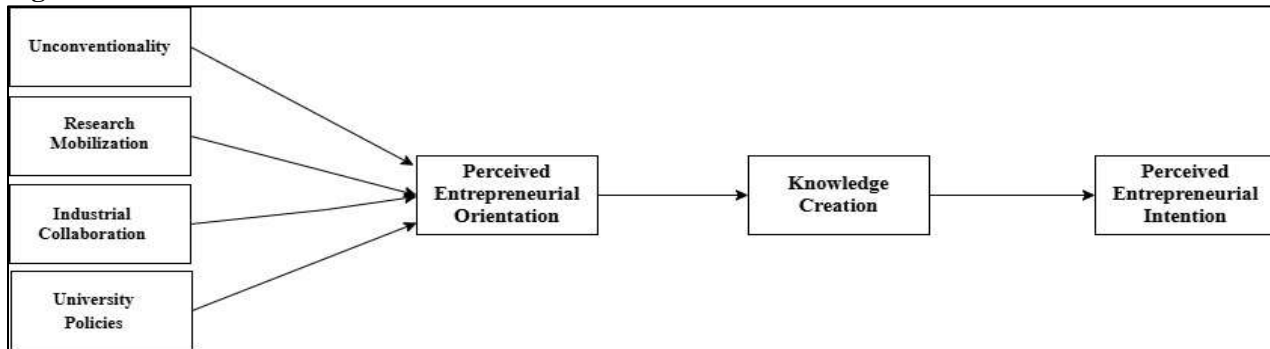 Unconventionality
Research
Mobilization
Industrial
Collaboration
University
Policies
Perceived
Entrepreneurial
Orientation
Knowledge
Creation
Perceived
Entrepreneurial
Intention